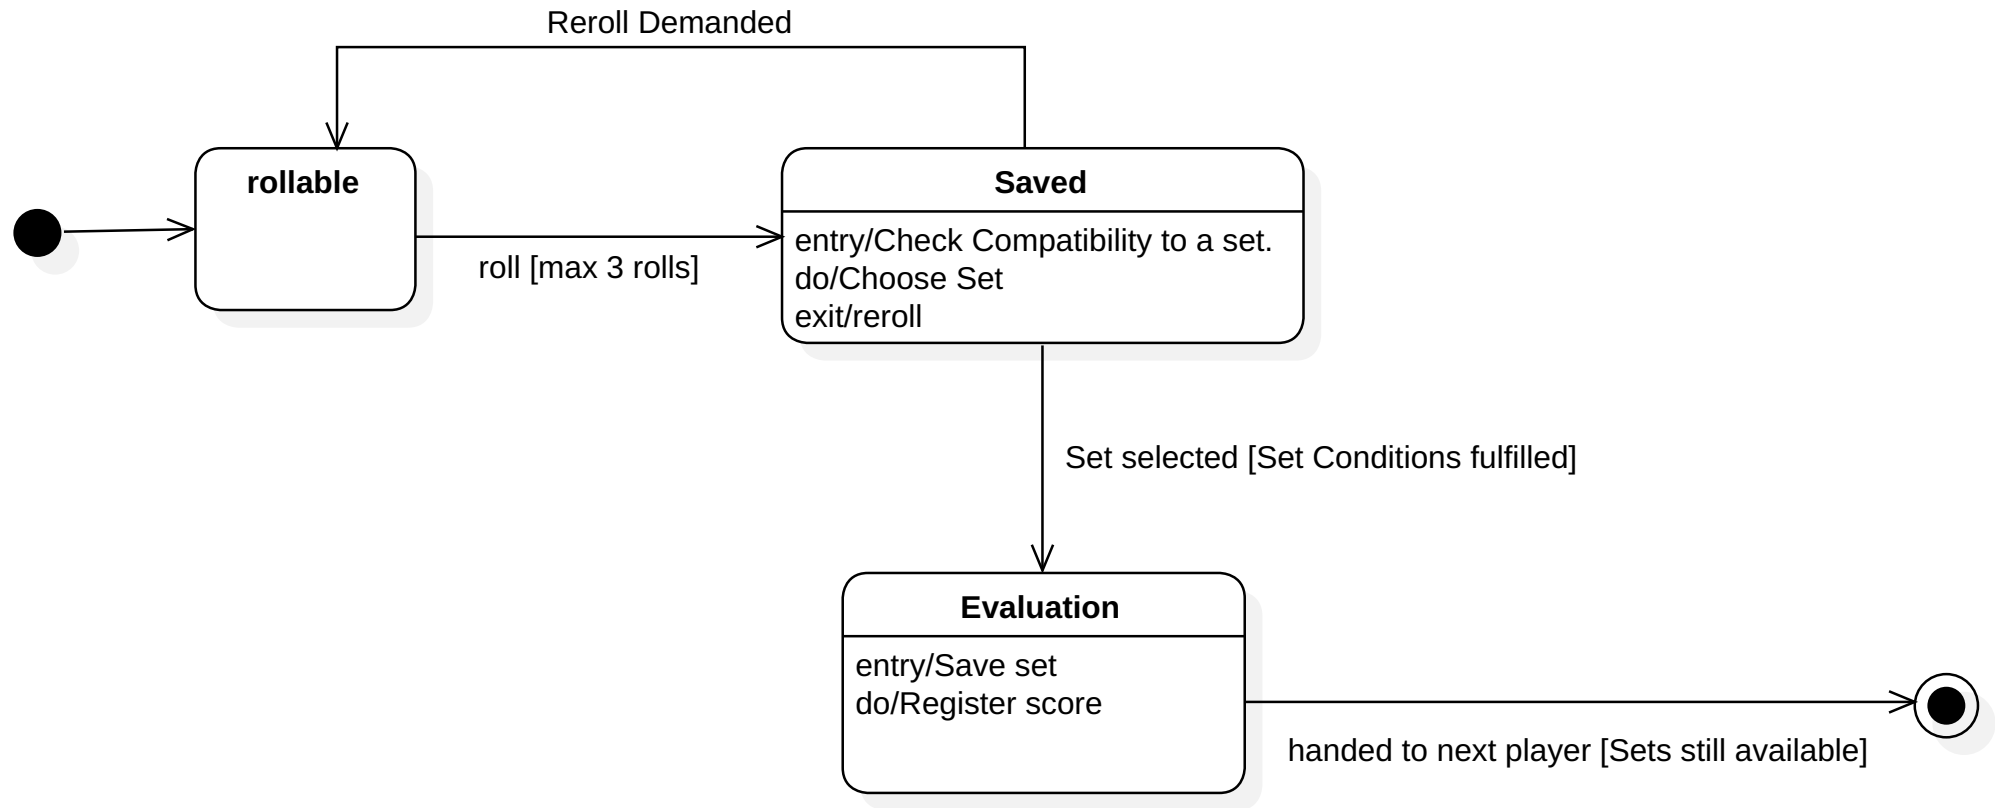 Reroll Demanded
rollable
roll [max 3 rolls]
Saved
entry/Check Compatibility to a set.
do/Choose Set
exit/reroll
Set selected [Set Conditions fulfilled]
Evaluation
entry/Save set
do/Register score
handed to next player [Sets still available]